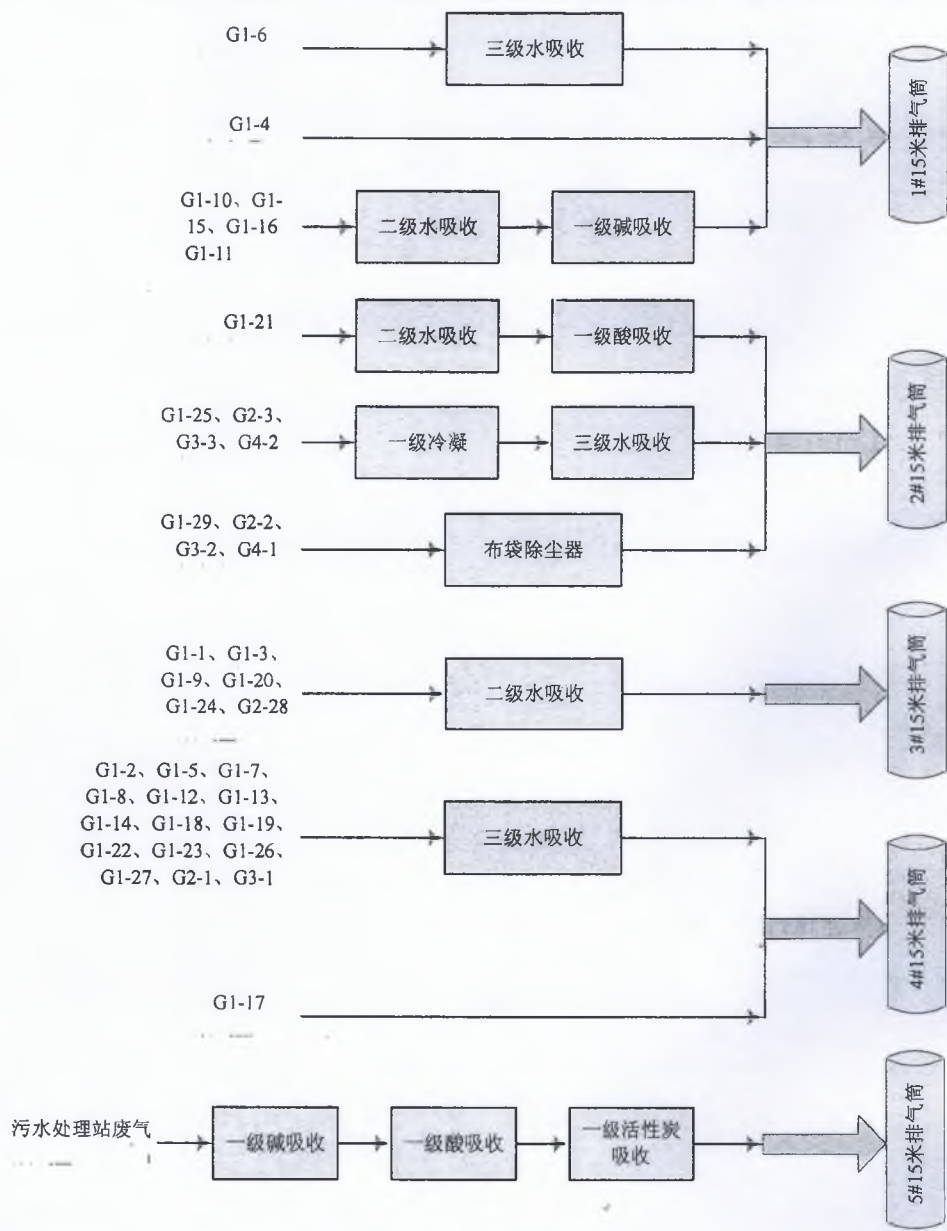 G1-6
三级水吸收
G1-4
1#15米排气筒
G1-10、G1-
15、G1-16
G1-11
二级水吸收
一级碱吸收
G1-21
二级水吸收
一级酸吸收
G1-25、G2-3、
G3-3、G4-2
一级冷凝
三级水吸收
2#15米排气筒
G1-29、G2-2、
G3-2、G4-1
布袋除尘器
G1-1、G1-3、
G1-9、G1-20、
G1-24、G2-28
二级水吸收
3#15米排气筒
G1-2、G1-5、G1-7、
G1-8、G1-12、G1-13、
G1-14、G1-18、G1-19、
G1-22、G1-23、G1-26、
G1-27、G2-1、G3-1
三级水吸收
4#15米排气筒
G1-17
污水处理站废气
一级碱吸收
一级酸吸收
一级活性炭
吸收
5#15米排气筒